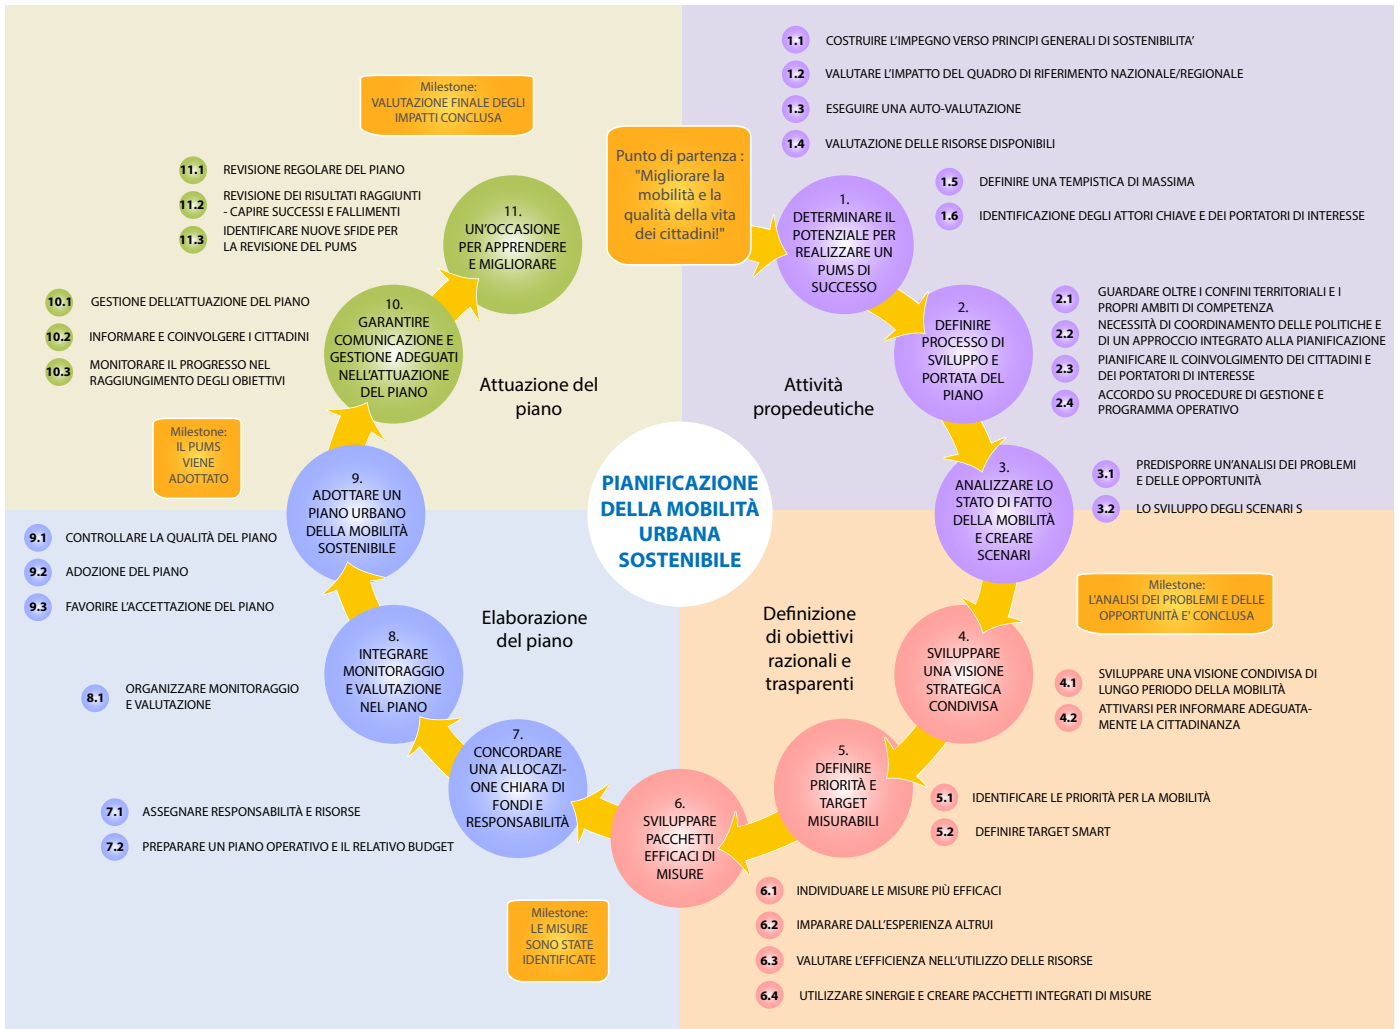 PIANIFICAZIONE
DELLA MOBILITÀ
URBANA
SOSTENIBILE
Punto di partenza :
"Migliorare la
mobilità e la
qualità della vita
dei cittadini!"
Attività
propedeutiche
1.
DETERMINARE IL
POTENZIALE PER
REALIZZARE UN
PUMS DI
SUCCESSO
1.1 COSTRUIRE L'IMPEGNO VERSO PRINCIPI GENERALI DI SOSTENIBILITA'
1.2 VALUTARE L'IMPATTO DEL QUADRO DI RIFERIMENTO NAZIONALE/REGIONALE
1.3 ESEGUIRE UNA AUTO-VALUTAZIONE
1.4 VALUTAZIONE DELLE RISORSE DISPONIBILI
1.5 DEFINIRE UNA TEMPISTICA DI MASSIMA
1.6 IDENTIFICAZIONE DEGLI ATTORI CHIAVE E DEI PORTATORI DI INTERESSE
2.
DEFINIRE
PROCESSO DI
SVILUPPO E
PORTATA DEL
PIANO
2.1 GUARDARE OLTRE I CONFINI TERRITORIALI E I
PROPRI AMBITI DI COMPETENZA
2.2 NECESSITÀ DI COORDINAMENTO DELLE POLITICHE E
DI UN APPROCCIO INTEGRATO ALLA PIANIFICAZIONE
2.3 PIANIFICARE IL COINVOLGIMENTO DEI CITTADINI E
DEI PORTATORI DI INTERESSE
2.4 ACCORDO SU PROCEDURE DI GESTIONE E
PROGRAMMA OPERATIVO
3.
ANALIZZARE LO
STATO DI FATTO
DELLA MOBILITÀ
E CREARE
SCENARI
3.1 PREDISPORRE UN'ANALISI DEI PROBLEMI
E DELLE OPPORTUNITÀ
3.2 LO SVILUPPO DEGLI SCENARI S
Milestone:
L'ANALISI DEI PROBLEMI E DELLE
OPPORTUNITÀ E' CONCLUSA
Definizione
di obiettivi
razionali e
trasparenti
4.
SVILUPPARE
UNA VISIONE
STRATEGICA
CONDIVISA
4.1 SVILUPPARE UNA VISIONE CONDIVISA DI
LUNGO PERIODO DELLA MOBILITÀ
4.2 ATTIVARSI PER INFORMARE ADEGUATA-
MENTE LA CITTADINANZA
5.
DEFINIRE
PRIORITÀ E
TARGET
MISURABILI
5.1 IDENTIFICARE LE PRIORITÀ PER LA MOBILITÀ
5.2 DEFINIRE TARGET SMART
6.
SVILUPPARE
PACCHETTI
EFFICACI DI
MISURE
6.1 INDIVIDUARE LE MISURE PIÙ EFFICACI
6.2 IMPARARE DALL'ESPERIENZA ALTRUI
6.3 VALUTARE L'EFFICIENZA NELL'UTILIZZO DELLE RISORSE
6.4 UTILIZZARE SINERGIE E CREARE PACCHETTI INTEGRATI DI MISURE
Milestone:
LE MISURE
SONO STATE
IDENTIFICATE
Elaborazione
del piano
7.
CONCORDARE
UNA ALLOCAZI-
ONE CHIARA DI
FONDI E
RESPONSABILITÀ
7.1 ASSEGNARE RESPONSABILITÀ E RISORSE
7.2 PREPARARE UN PIANO OPERATIVO E IL RELATIVO BUDGET
8.
INTEGRARE
MONITORAGGIO
E VALUTAZIONE
NEL PIANO
8.1 ORGANIZZARE MONITORAGGIO
E VALUTAZIONE
9.
ADOTTARE UN
PIANO URBANO
DELLA MOBILITÀ
SOSTENIBILE
9.1 CONTROLLARE LA QUALITÀ DEL PIANO
9.2 ADOZIONE DEL PIANO
9.3 FAVORIRE L'ACCETTAZIONE DEL PIANO
Milestone:
IL PUMS
VIENE
ADOTTATO
Attuazione del
piano
10.
GARANTIRE
COMUNICAZIONE E
GESTIONE ADEGUATI
NELL'ATTUAZIONE
DEL PIANO
10.1 GESTIONE DELL'ATTUAZIONE DEL PIANO
10.2 INFORMARE E COINVOLGERE I CITTADINI
10.3 MONITORARE IL PROGRESSO NEL
RAGGIUNGIMENTO DEGLI OBIETTIVI
11.
UN'OCCASIONE
PER APPRENDERE
E MIGLIORARE
11.1 REVISIONE REGOLARE DEL PIANO
11.2 REVISIONE DEI RISULTATI RAGGIUNTI
- CAPIRE SUCCESSI E FALLIMENTI
11.3 IDENTIFICARE NUOVE SFIDE PER
LA REVISIONE DEL PUMS
Milestone:
VALUTAZIONE FINALE DEGLI
IMPATTI CONCLUSA